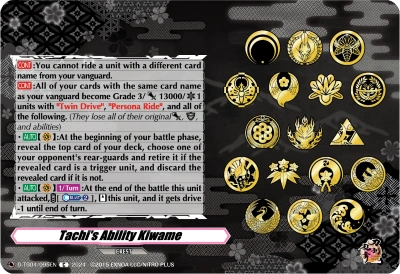 CONT:You cannot ride a unit with a different card
name from your vanguard.
CONT:All of your cards with the same card name
as your vanguard become Grade 3/ 13000/ 1
units with "Twin Drive", "Persona Ride", and all of
the following. (They lose all of their original , ,
and abilities)
• AUTO : At the beginning of your battle phase,
reveal the top card of your deck, choose one of
your opponent's rear-guards and retire it if the
revealed card is a trigger unit, and discard the
revealed card if it is not.
• AUTO 1/Turn :At the end of the battle this unit
attacked, [ ], this unit, and it gets drive
-1 until end of turn.
Tachi's Ability Kiwame
CREST
D-TS04/095EN C 2024 ©2015 EXNOA LLC/NITRO PLUS